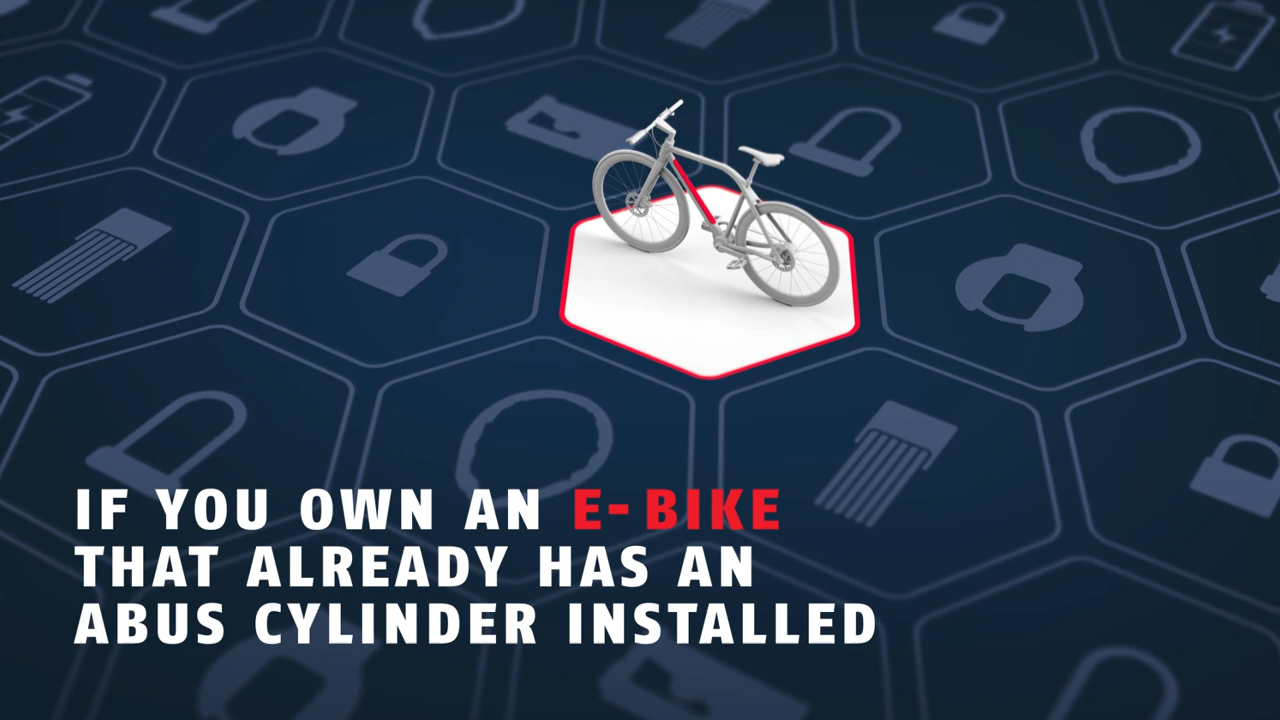 IF YOU OWN AN E-BIKE
THAT ALREADY HAS AN
ABUS CYLINDER INSTALLED